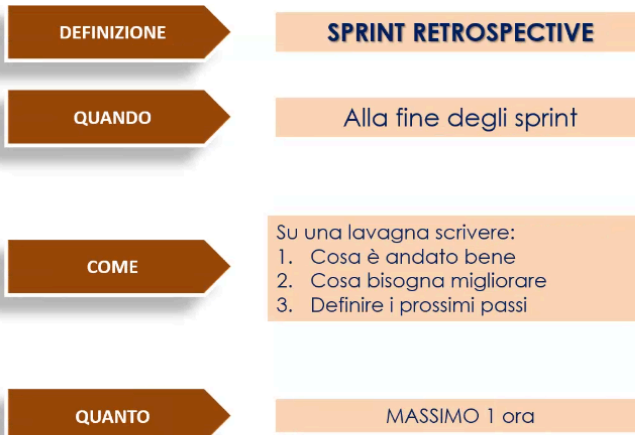 DEFINIZIONE
SPRINT RETROSPECTIVE
QUANDO
Alla fine degli sprint
COME
Su una lavagna scrivere:
1. Cosa è andato bene
2. Cosa bisogna migliorare
3. Definire i prossimi passi
QUANTO
MASSIMO 1 ora